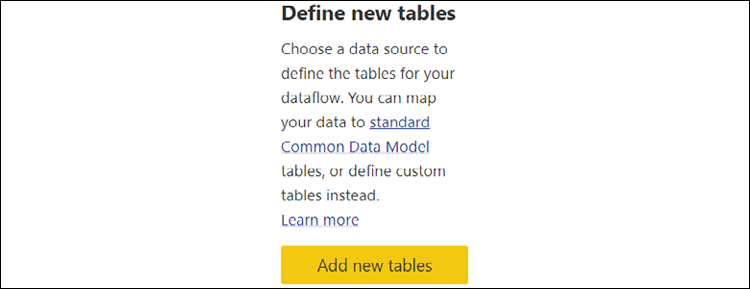 Define new tables
Choose a data source to
define the tables for your
dataflow. You can map
your data to standard
Common Data Model
tables, or define custom
tables instead.
Learn more
Add new tables